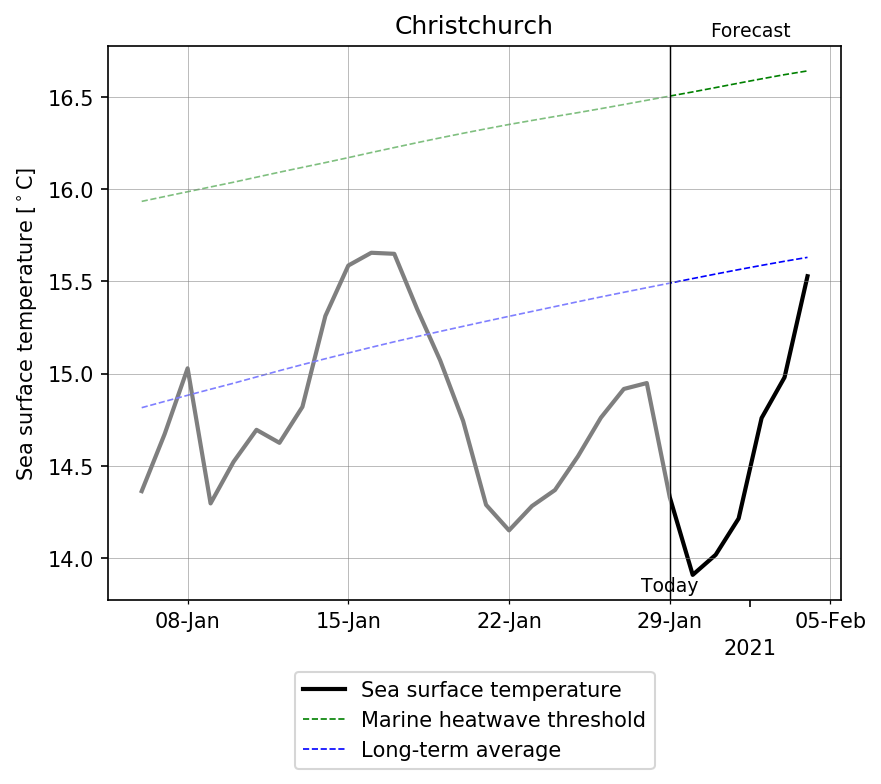 Christchurch
Forecast
Sea surface temperature [°C]
16.5
16.0
15.5
15.0
14.5
14.0
Today
08-Jan
15-Jan
22-Jan
29-Jan
05-Feb
2021
Sea surface temperature
Marine heatwave threshold
Long-term average